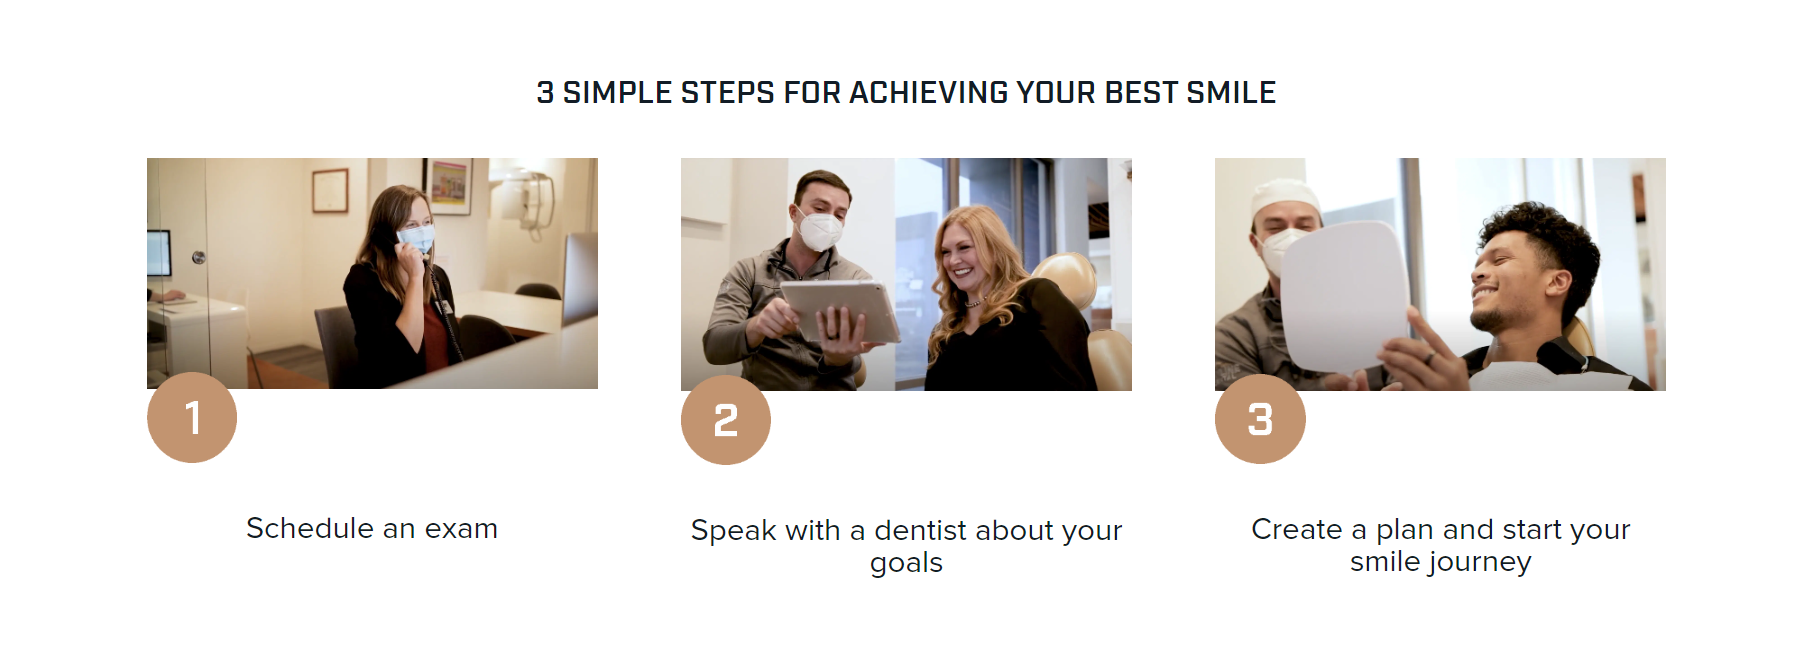 3 SIMPLE STEPS FOR ACHIEVING YOUR BEST SMILE
1
Schedule an exam
2
Speak with a dentist about your
goals
3
Create a plan and start your
smile journey